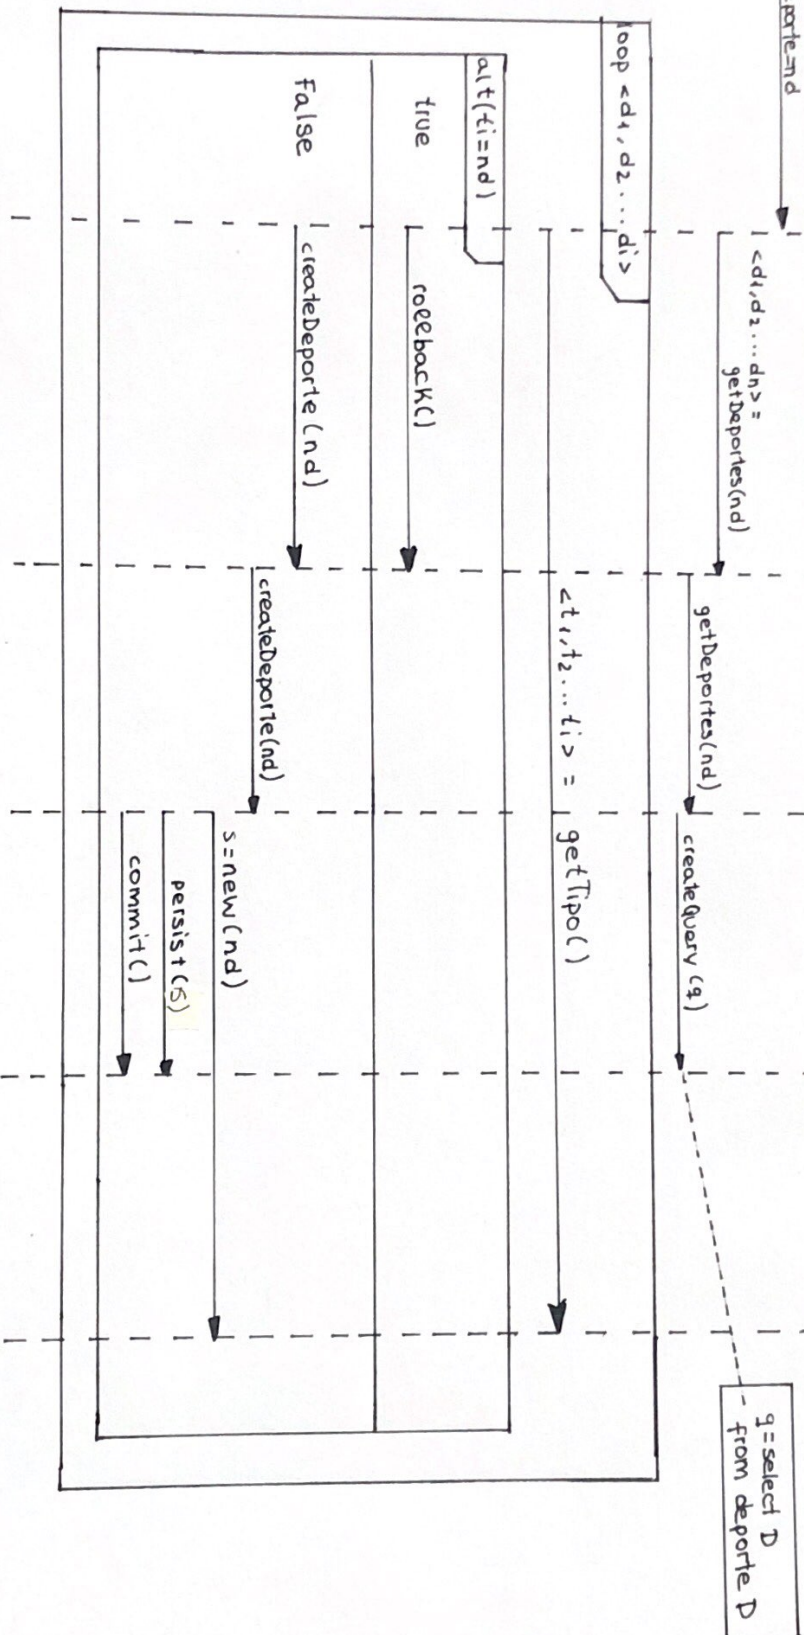 porte=nd
<d1,d2...dn> =
getDeportes(nd)
getDeportes(nd)
createQuery(q)
q=select D
from deporte D
loop <d1,d2...di>
<t1,t2...ti> = getTipo()
alt(ti=nd)
true
rollback()
False
createDeporte(nd)
createDeporte(nd)
s=new(nd)
persist(s)
commit()